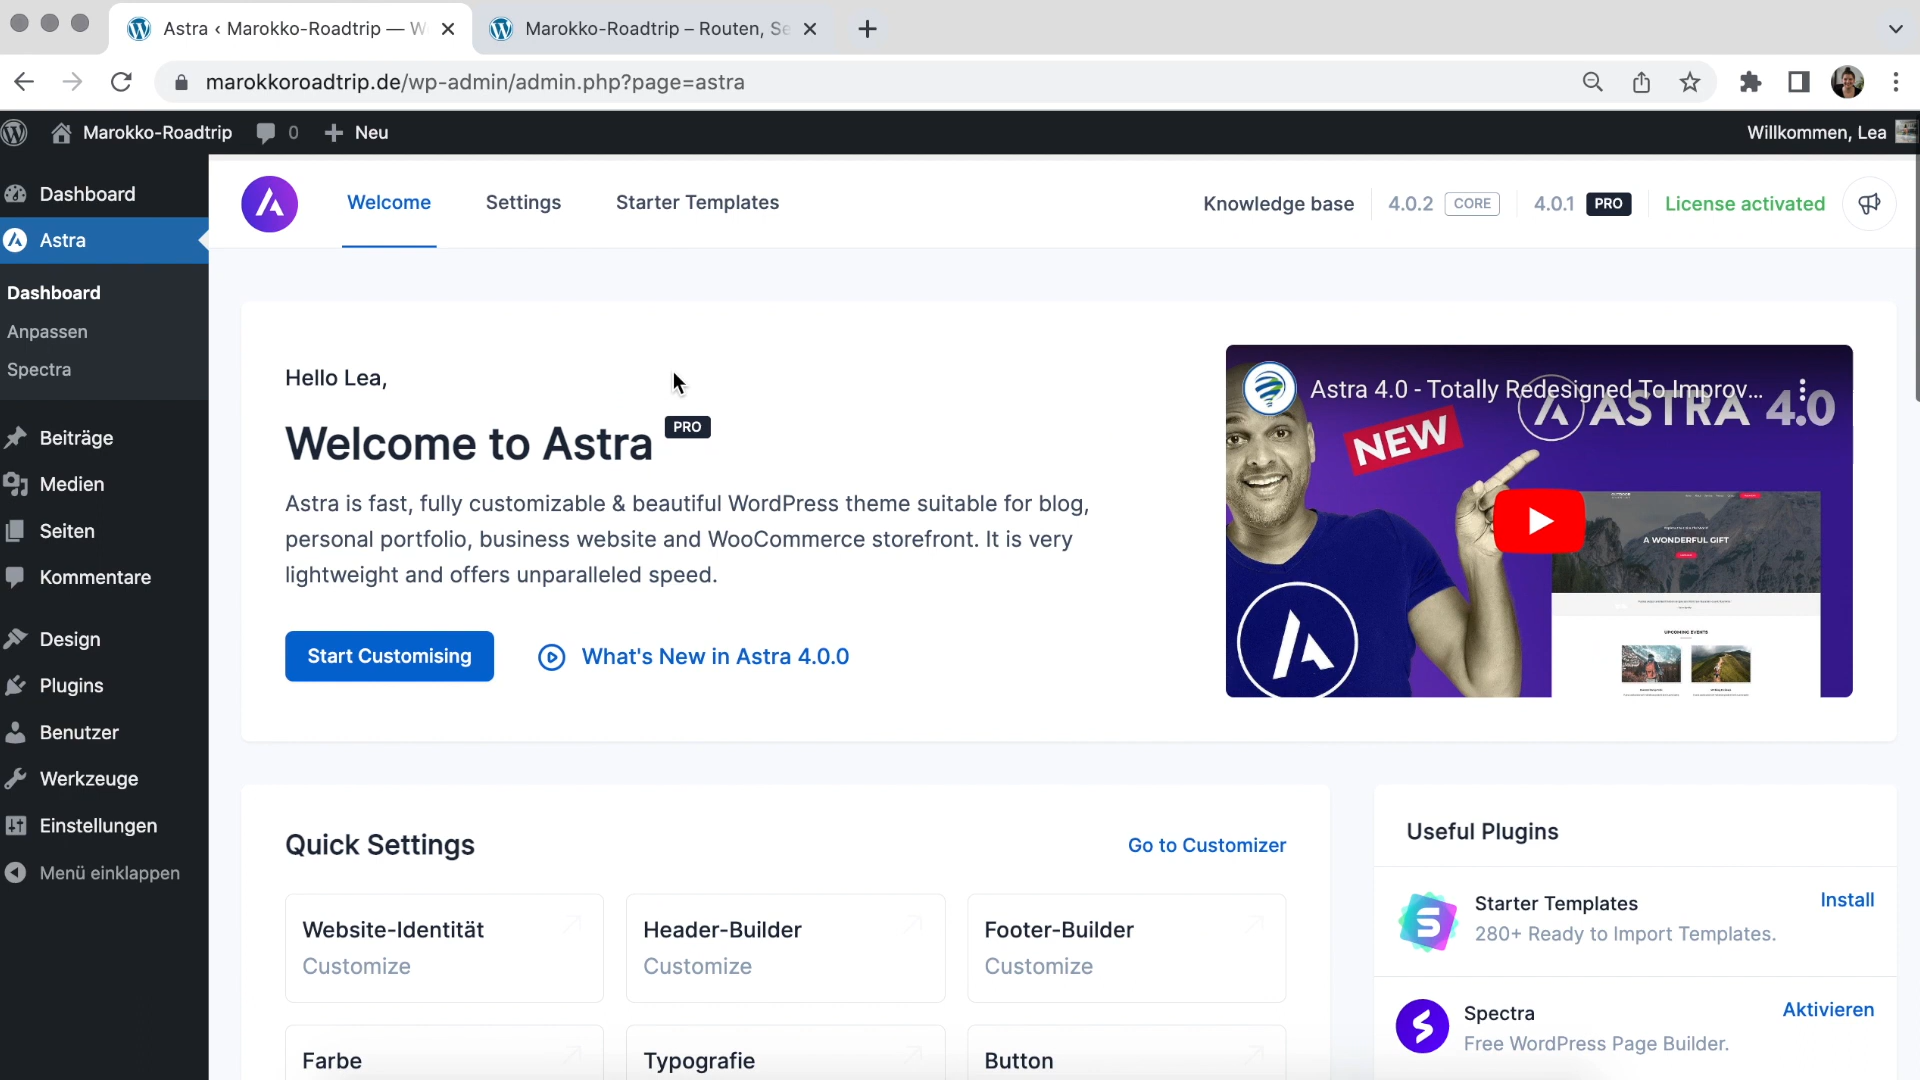 Astra ‹ Marokko-Roadtrip — W
Marokko-Roadtrip – Routen, Se
marokkoroadtrip.de/wp-admin/admin.php?page=astra
Marokko-Roadtrip
0
Neu
Willkommen, Lea
Dashboard
Astra
Dashboard
Anpassen
Spectra
Beiträge
Medien
Seiten
Kommentare
Design
Plugins
Benutzer
Werkzeuge
Einstellungen
Menü einklappen
Welcome
Settings
Starter Templates
Knowledge base
4.0.2 CORE
4.0.1 PRO
License activated
Hello Lea,
Welcome to Astra PRO
Astra is fast, fully customizable & beautiful WordPress theme suitable for blog,
personal portfolio, business website and WooCommerce storefront. It is very
lightweight and offers unparalleled speed.
Start Customising
What's New in Astra 4.0.0
Astra 4.0 - Totally Redesigned To Improv...
NEW
ASTRA 4.0
A WONDERFUL GIFT
UPCOMING EVENTS
Quick Settings
Go to Customizer
Website-Identität
Customize
Header-Builder
Customize
Footer-Builder
Customize
Farbe
Typografie
Button
Useful Plugins
Starter Templates
Install
280+ Ready to Import Templates.
Spectra
Aktivieren
Free WordPress Page Builder.